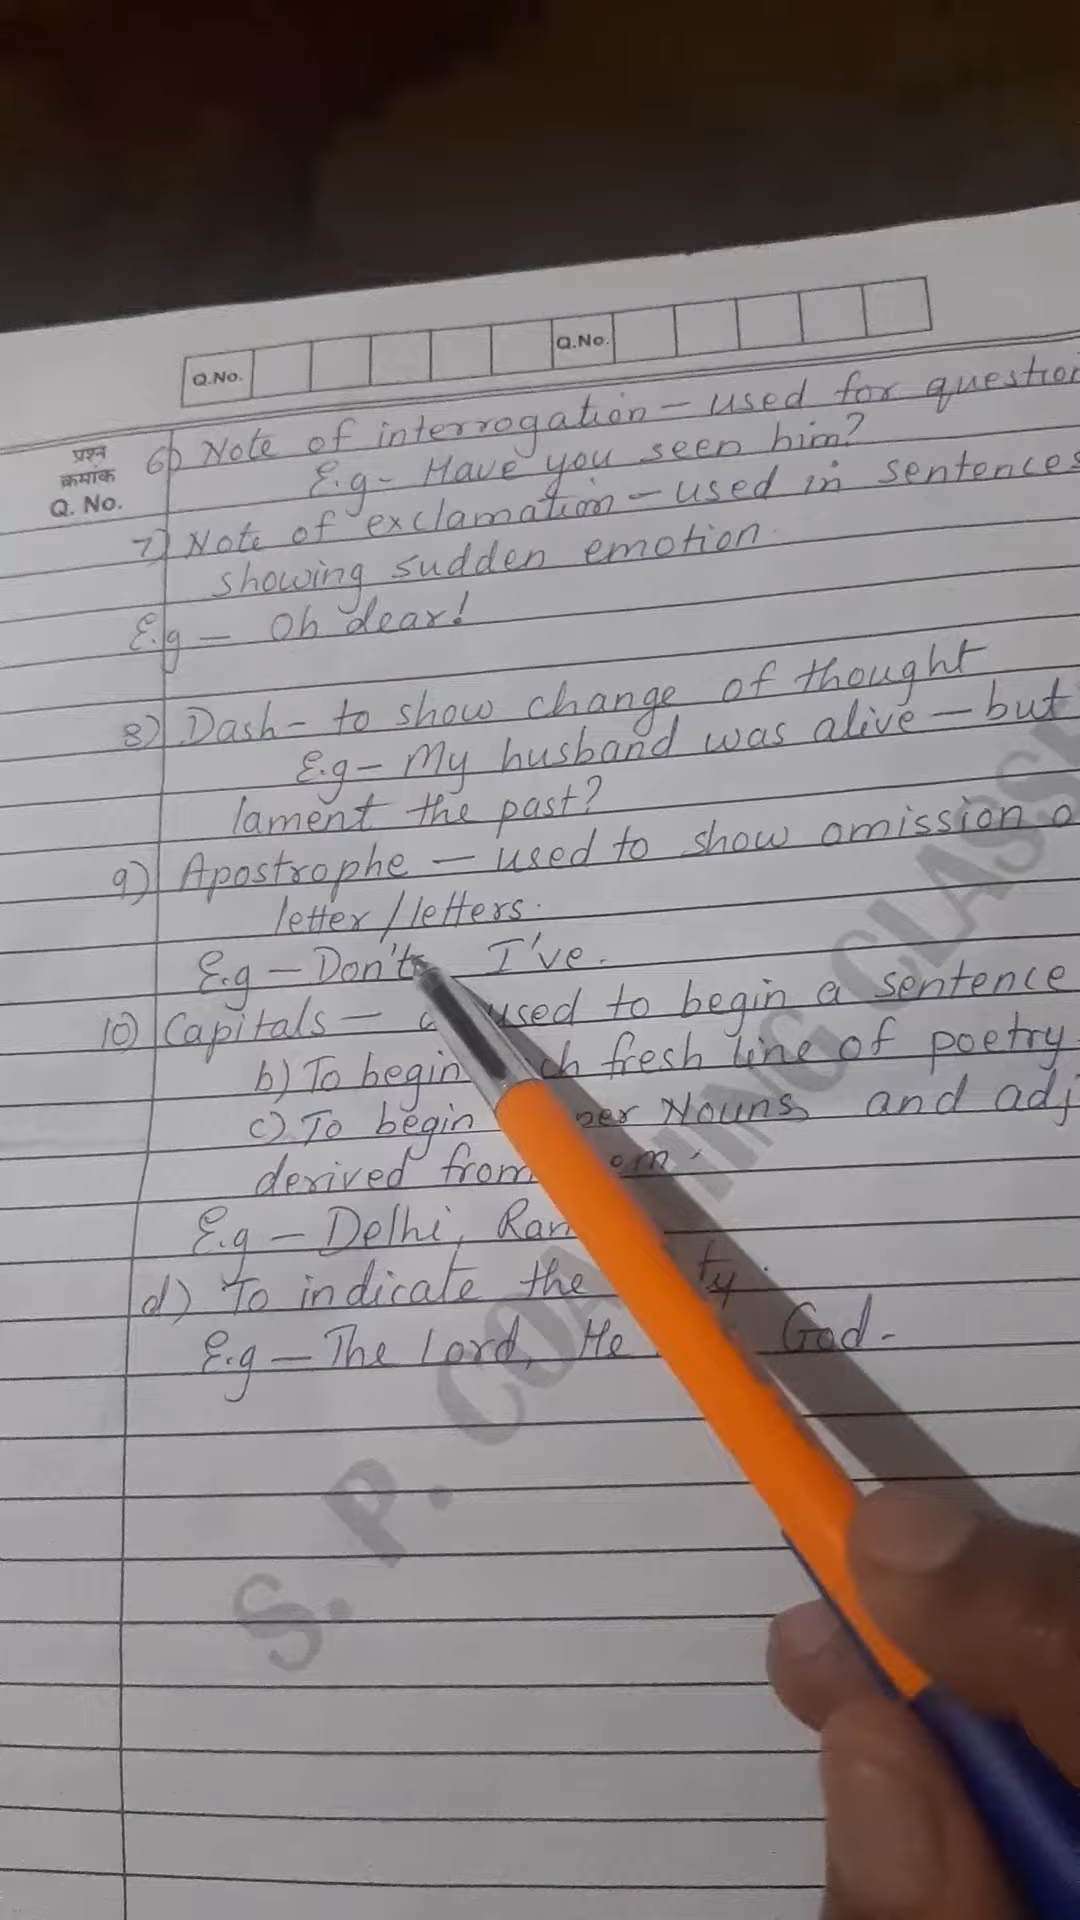 Q.No. Q.No.
प्रश्न
क्रमांक
Q. No.
6) Note of interrogation - used for question
E.g - Have you seen him?
7) Note of exclamation - used in sentences
showing sudden emotion.
E.g - Oh dear!
8) Dash - to show change of thought
E.g - My husband was alive - but
lament the past?
9) Apostrophe - used to show omission o
letter/letters.
E.g - Don't, I've.
10) Capitals - used to begin a sentence
b) To begin fresh line of poetry.
c) To begin Nouns, and adj
derived from
E.g - Delhi,
d) To indicate the
E.g - The Lord, He God.
S. P. COACHING CLASS